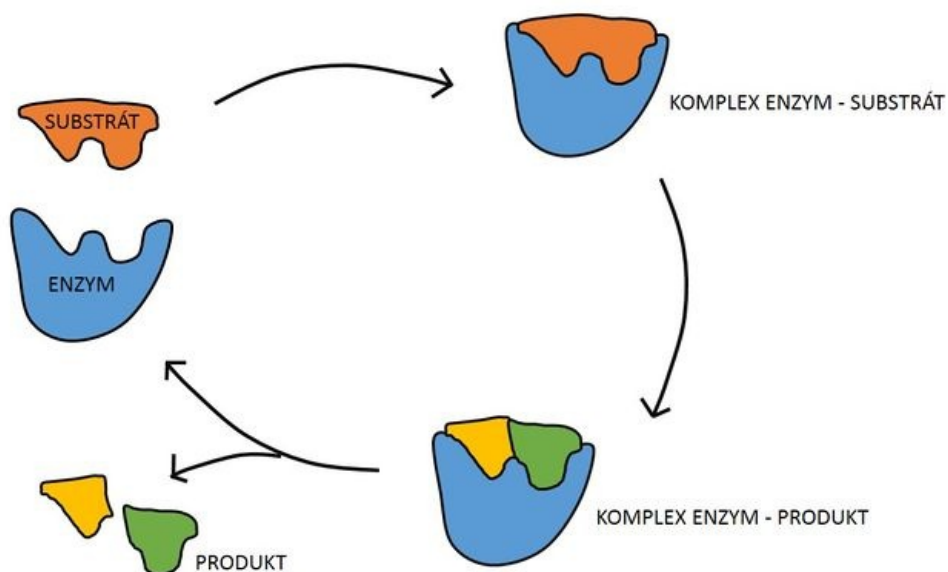 SUBSTRÁT
KOMPLEX ENZYM - SUBSTRÁT
ENZYM
KOMPLEX ENZYM - PRODUKT
PRODUKT